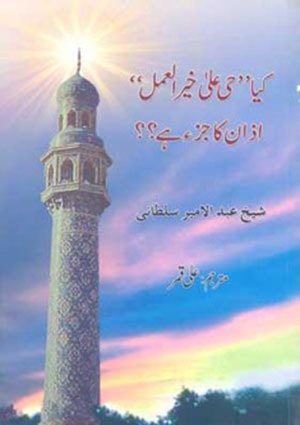 کیا ”حی علیٰ خیر العمل“
اذان کا جزء ہے؟؟
شیخ عبد الامیر سلطانی
مترجم: علی قمر